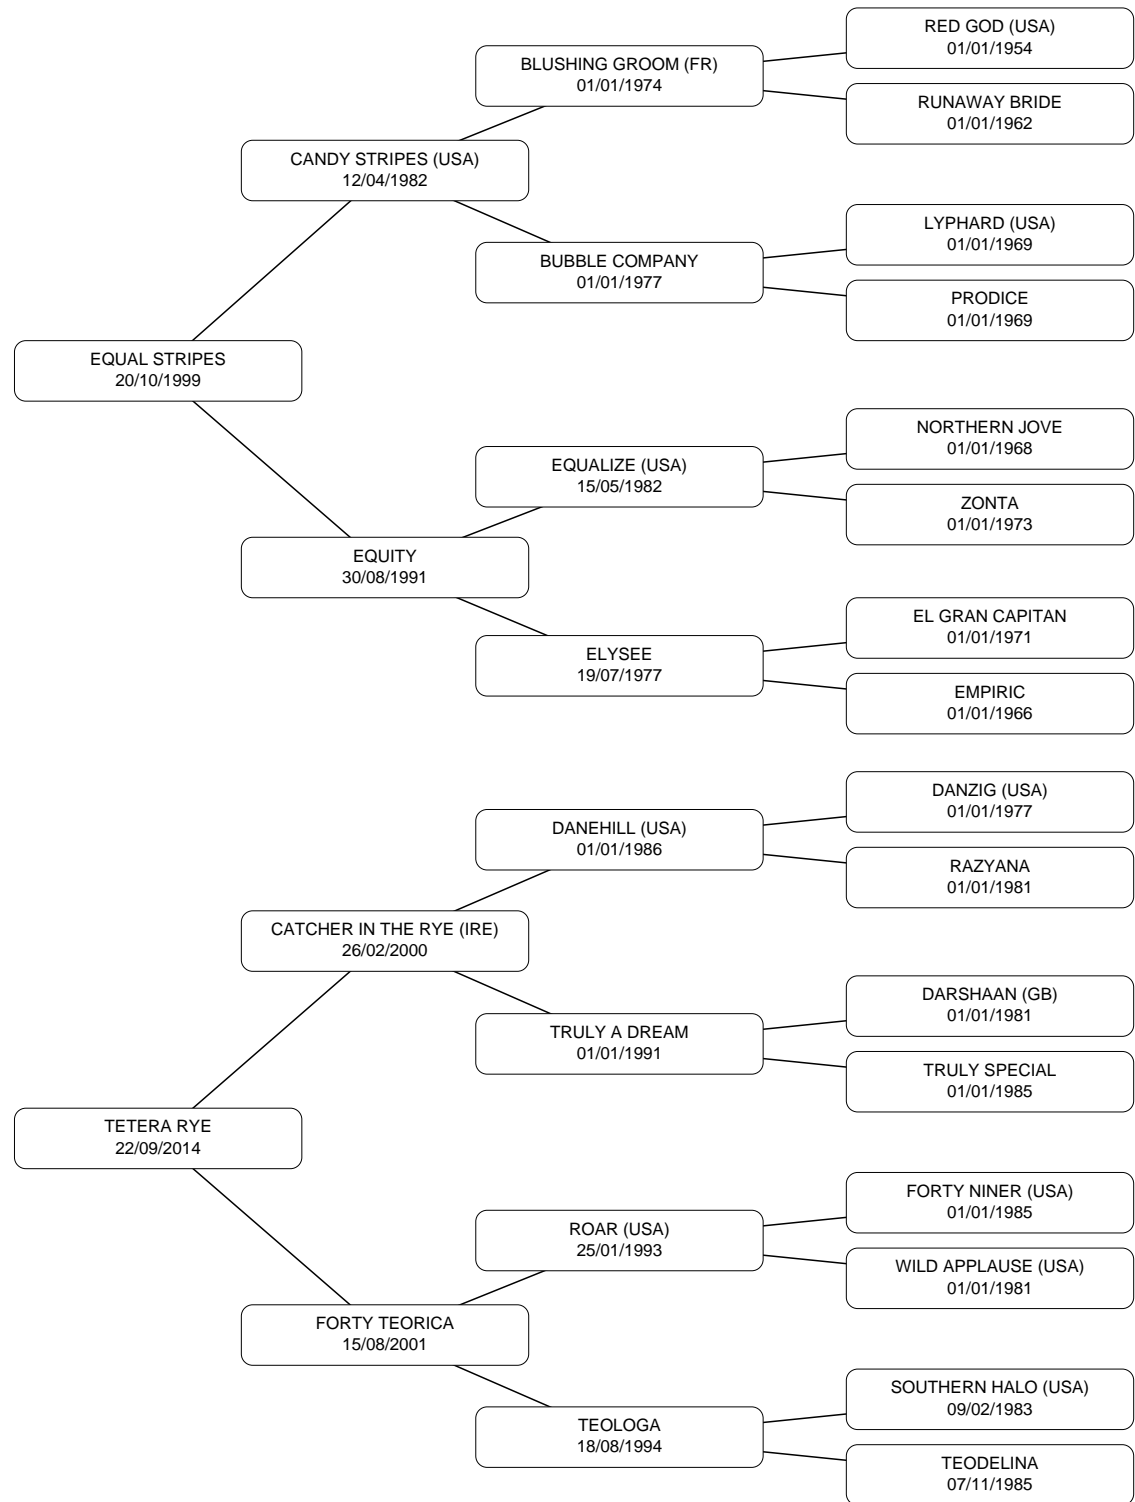 RED GOD (USA)
01/01/1954
BLUSHING GROOM (FR)
01/01/1974
RUNAWAY BRIDE
01/01/1962
CANDY STRIPES (USA)
12/04/1982
LYPHARD (USA)
01/01/1969
BUBBLE COMPANY
01/01/1977
PRODICE
01/01/1969
EQUAL STRIPES
20/10/1999
NORTHERN JOVE
01/01/1968
EQUALIZE (USA)
15/05/1982
ZONTA
01/01/1973
EQUITY
30/08/1991
EL GRAN CAPITAN
01/01/1971
ELYSEE
19/07/1977
EMPIRIC
01/01/1966
DANZIG (USA)
01/01/1977
DANEHILL (USA)
01/01/1986
RAZYANA
01/01/1981
CATCHER IN THE RYE (IRE)
26/02/2000
DARSHAAN (GB)
01/01/1981
TRULY A DREAM
01/01/1991
TRULY SPECIAL
01/01/1985
TETERA RYE
22/09/2014
FORTY NINER (USA)
01/01/1985
ROAR (USA)
25/01/1993
WILD APPLAUSE (USA)
01/01/1981
FORTY TEORICA
15/08/2001
SOUTHERN HALO (USA)
09/02/1983
TEOLOGA
18/08/1994
TEODELINA
07/11/1985